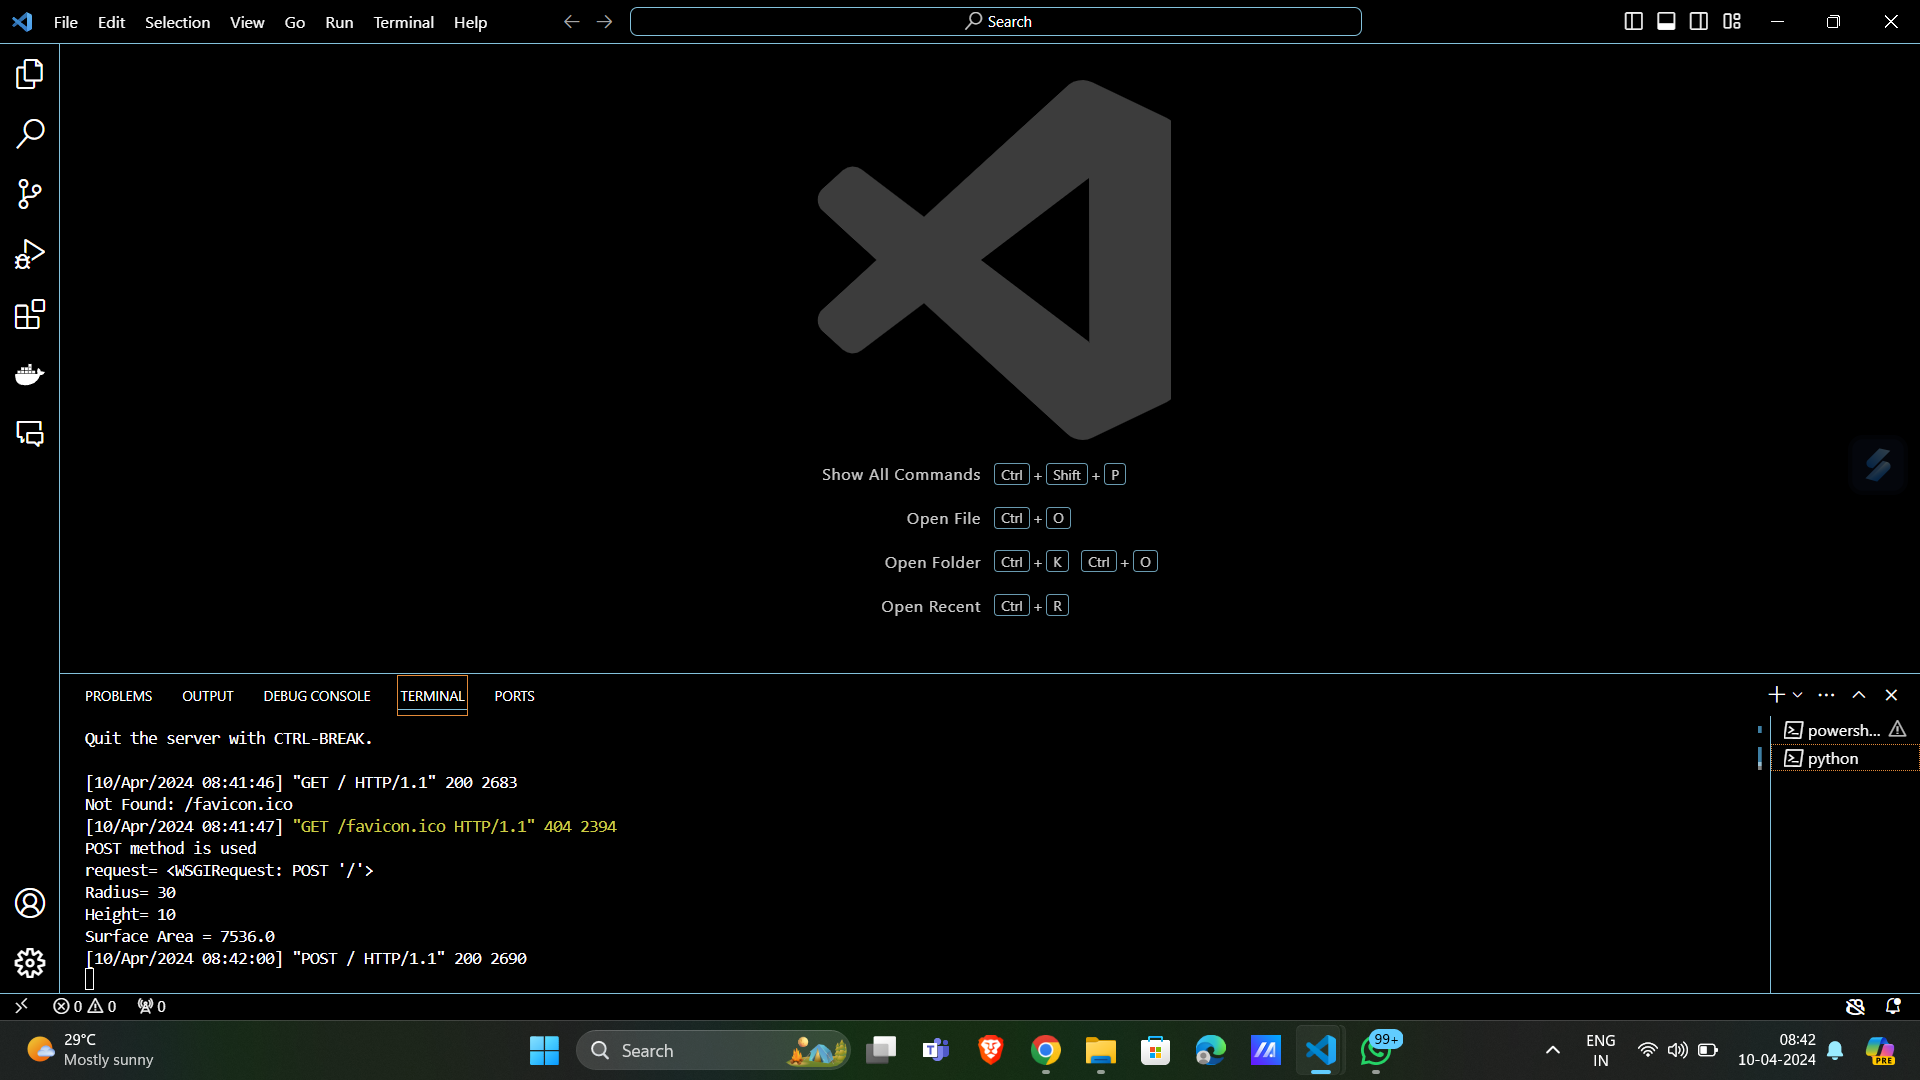 File Edit Selection View Go Run Terminal Help
Search
Show All Commands Ctrl + Shift + P
Open File Ctrl + O
Open Folder Ctrl + K Ctrl + O
Open Recent Ctrl + R
PROBLEMS OUTPUT DEBUG CONSOLE TERMINAL PORTS
Quit the server with CTRL-BREAK.
[10/Apr/2024 08:41:46] "GET / HTTP/1.1" 200 2683
Not Found: /favicon.ico
[10/Apr/2024 08:41:47] "GET /favicon.ico HTTP/1.1" 404 2394
POST method is used
request= <WSGIRequest: POST '/'>
Radius= 30
Height= 10
Surface Area = 7536.0
[10/Apr/2024 08:42:00] "POST / HTTP/1.1" 200 2690
powersh...
python
0 0 0
29°C
Mostly sunny
Search
99+
ENG
IN
08:42
10-04-2024
PRE